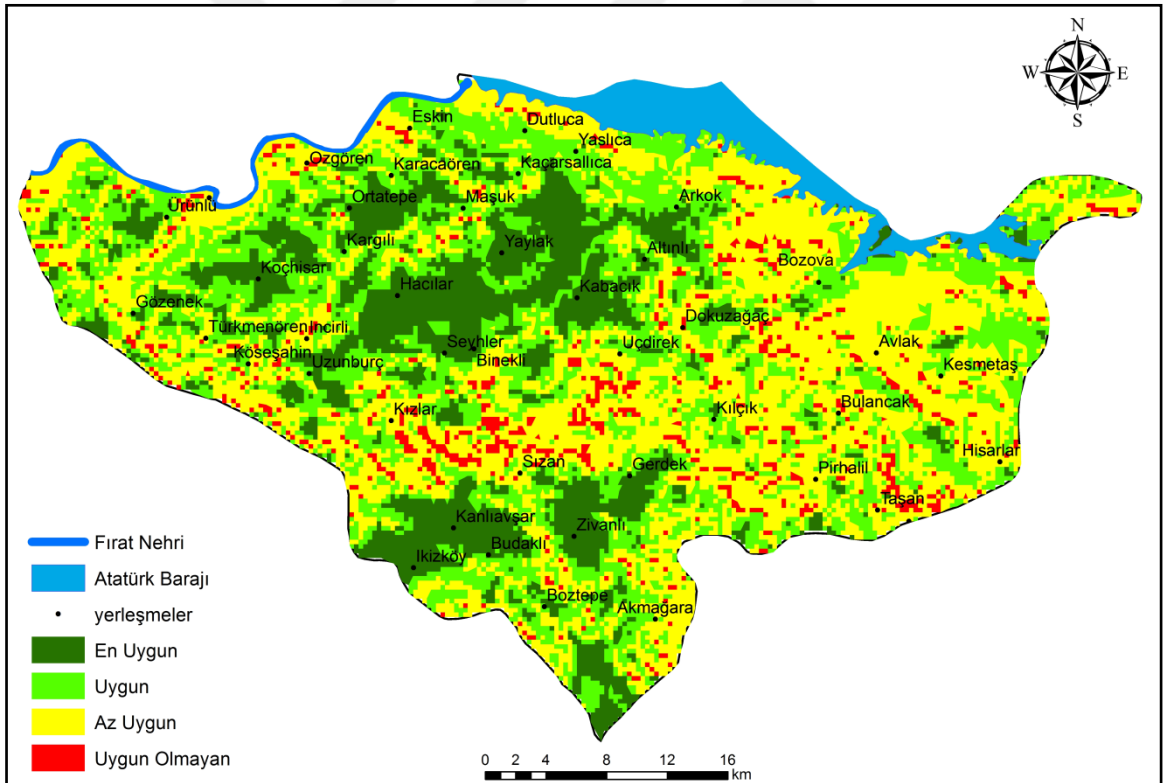 N
W E
S
Eskin
Dutluca
Yaslıca
Özgören
Karacaören
Kaçarsallıca
Ürünlü
Ortatepe
Maşuk
Arkok
Kargılı
Yaylak
Altınlı
Koçhisar
Bozova
Hacılar
Kabacık
Gözenek
Dokuzağaç
Türkmenören
İncirli
Şeyhler
Üçdirek
Avlak
Köseşahin
Uzunburç
Binekli
Kesmetaş
Kızlar
Kılçık
Bulancak
Sızan
Gerdek
Pirhalil
Hisarlar
Taşan
Kanlıavşar
Zivanlı
Budaklı
Ikizköy
Boztepe
Akmağara
Fırat Nehri
Atatürk Barajı
yerleşmeler
En Uygun
Uygun
Az Uygun
Uygun Olmayan
0 2 4 8 12 16
km